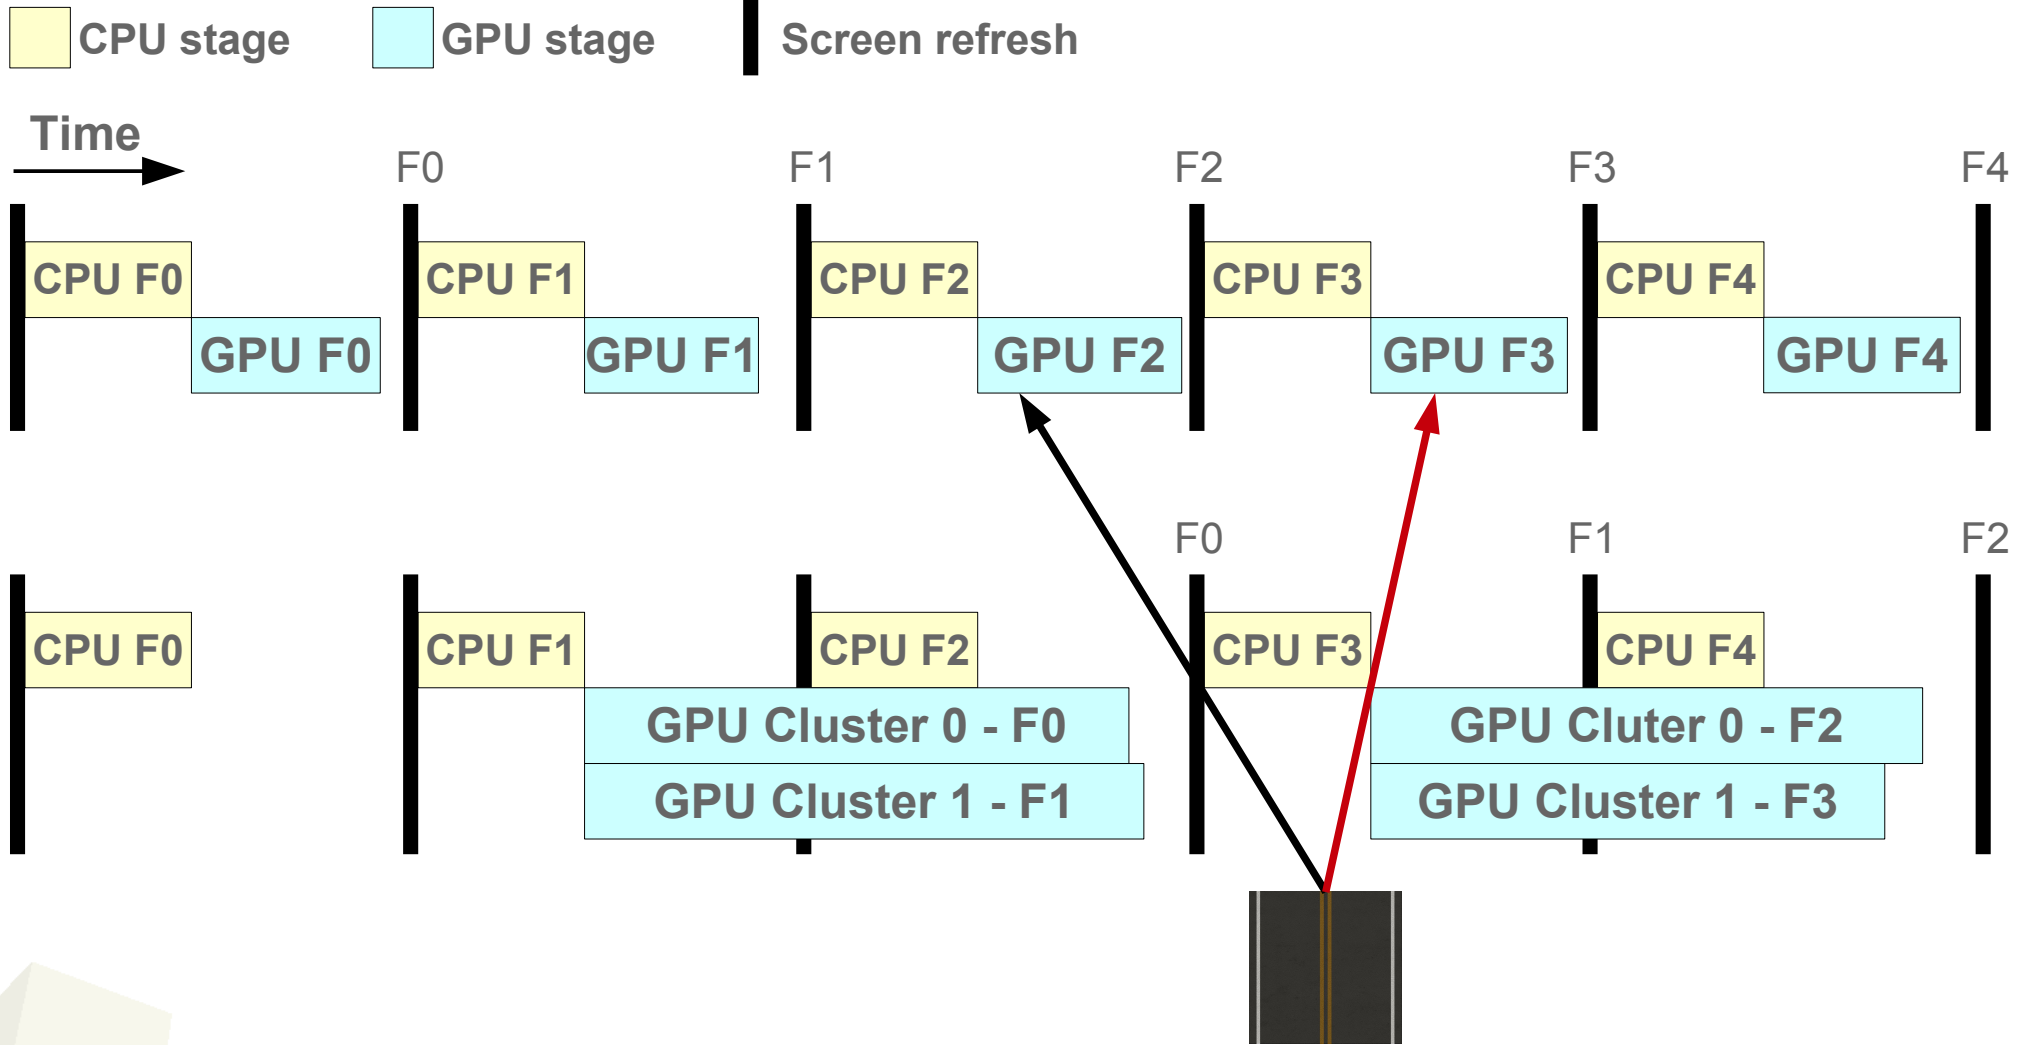 CPU stage GPU stage Screen refresh
Time
F0 F1 F2 F3 F4
CPU F0 CPU F1 CPU F2 CPU F3 CPU F4
GPU F0 GPU F1 GPU F2 GPU F3 GPU F4
F0 F1 F2
CPU F0 CPU F1 CPU F2 CPU F3 CPU F4
GPU Cluster 0 - F0 GPU Cluter 0 - F2
GPU Cluster 1 - F1 GPU Cluster 1 - F3